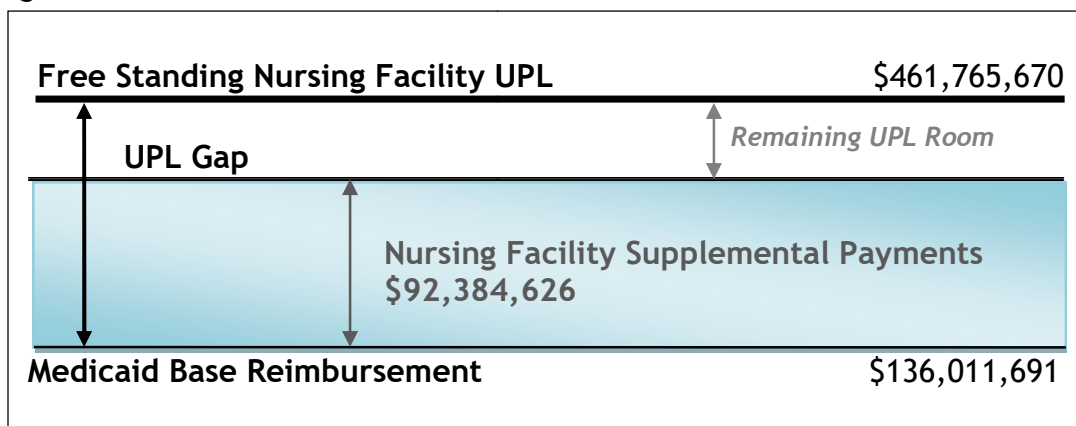 Free Standing Nursing Facility UPL $461,765,670
Remaining UPL Room
UPL Gap
Nursing Facility Supplemental Payments
$92,384,626
Medicaid Base Reimbursement $136,011,691